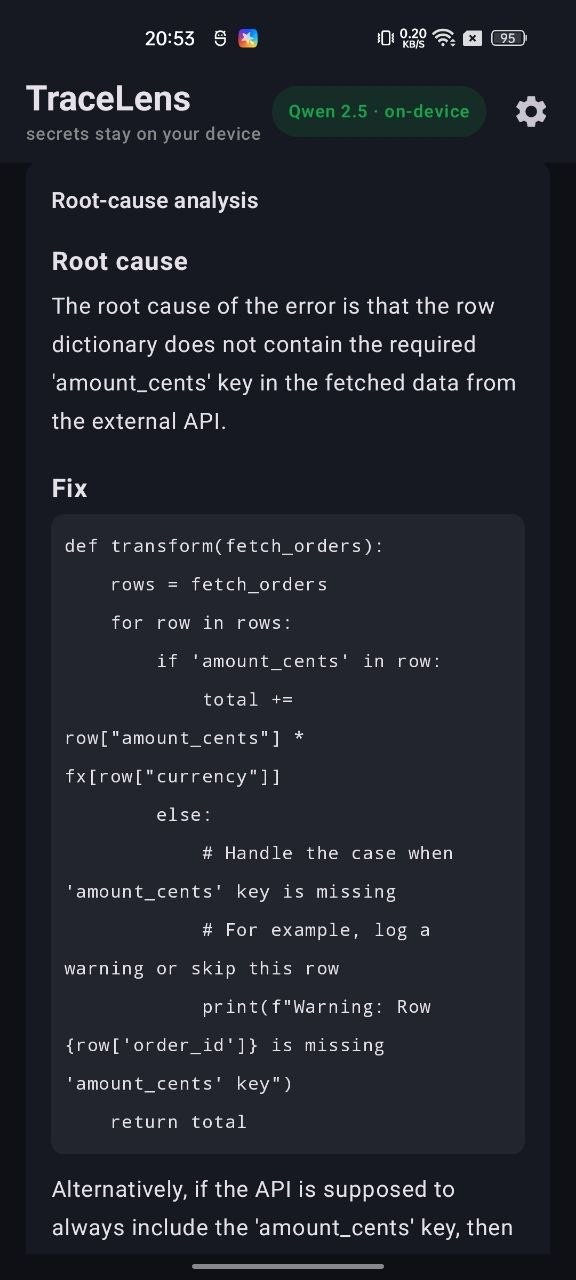 20:53
0.20
KB/S
95
TraceLens
secrets stay on your device
Qwen 2.5 · on-device
Root-cause analysis
Root cause
The root cause of the error is that the row
dictionary does not contain the required
'amount_cents' key in the fetched data from
the external API.
Fix
def transform(fetch_orders):
    rows = fetch_orders
    for row in rows:
        if 'amount_cents' in row:
            total +=
row["amount_cents"] *
fx[row["currency"]]
        else:
            # Handle the case when
'amount_cents' key is missing
            # For example, log a
warning or skip this row
            print(f"Warning: Row
{row['order_id']} is missing
'amount_cents' key")
    return total
Alternatively, if the API is supposed to
always include the 'amount_cents' key, then